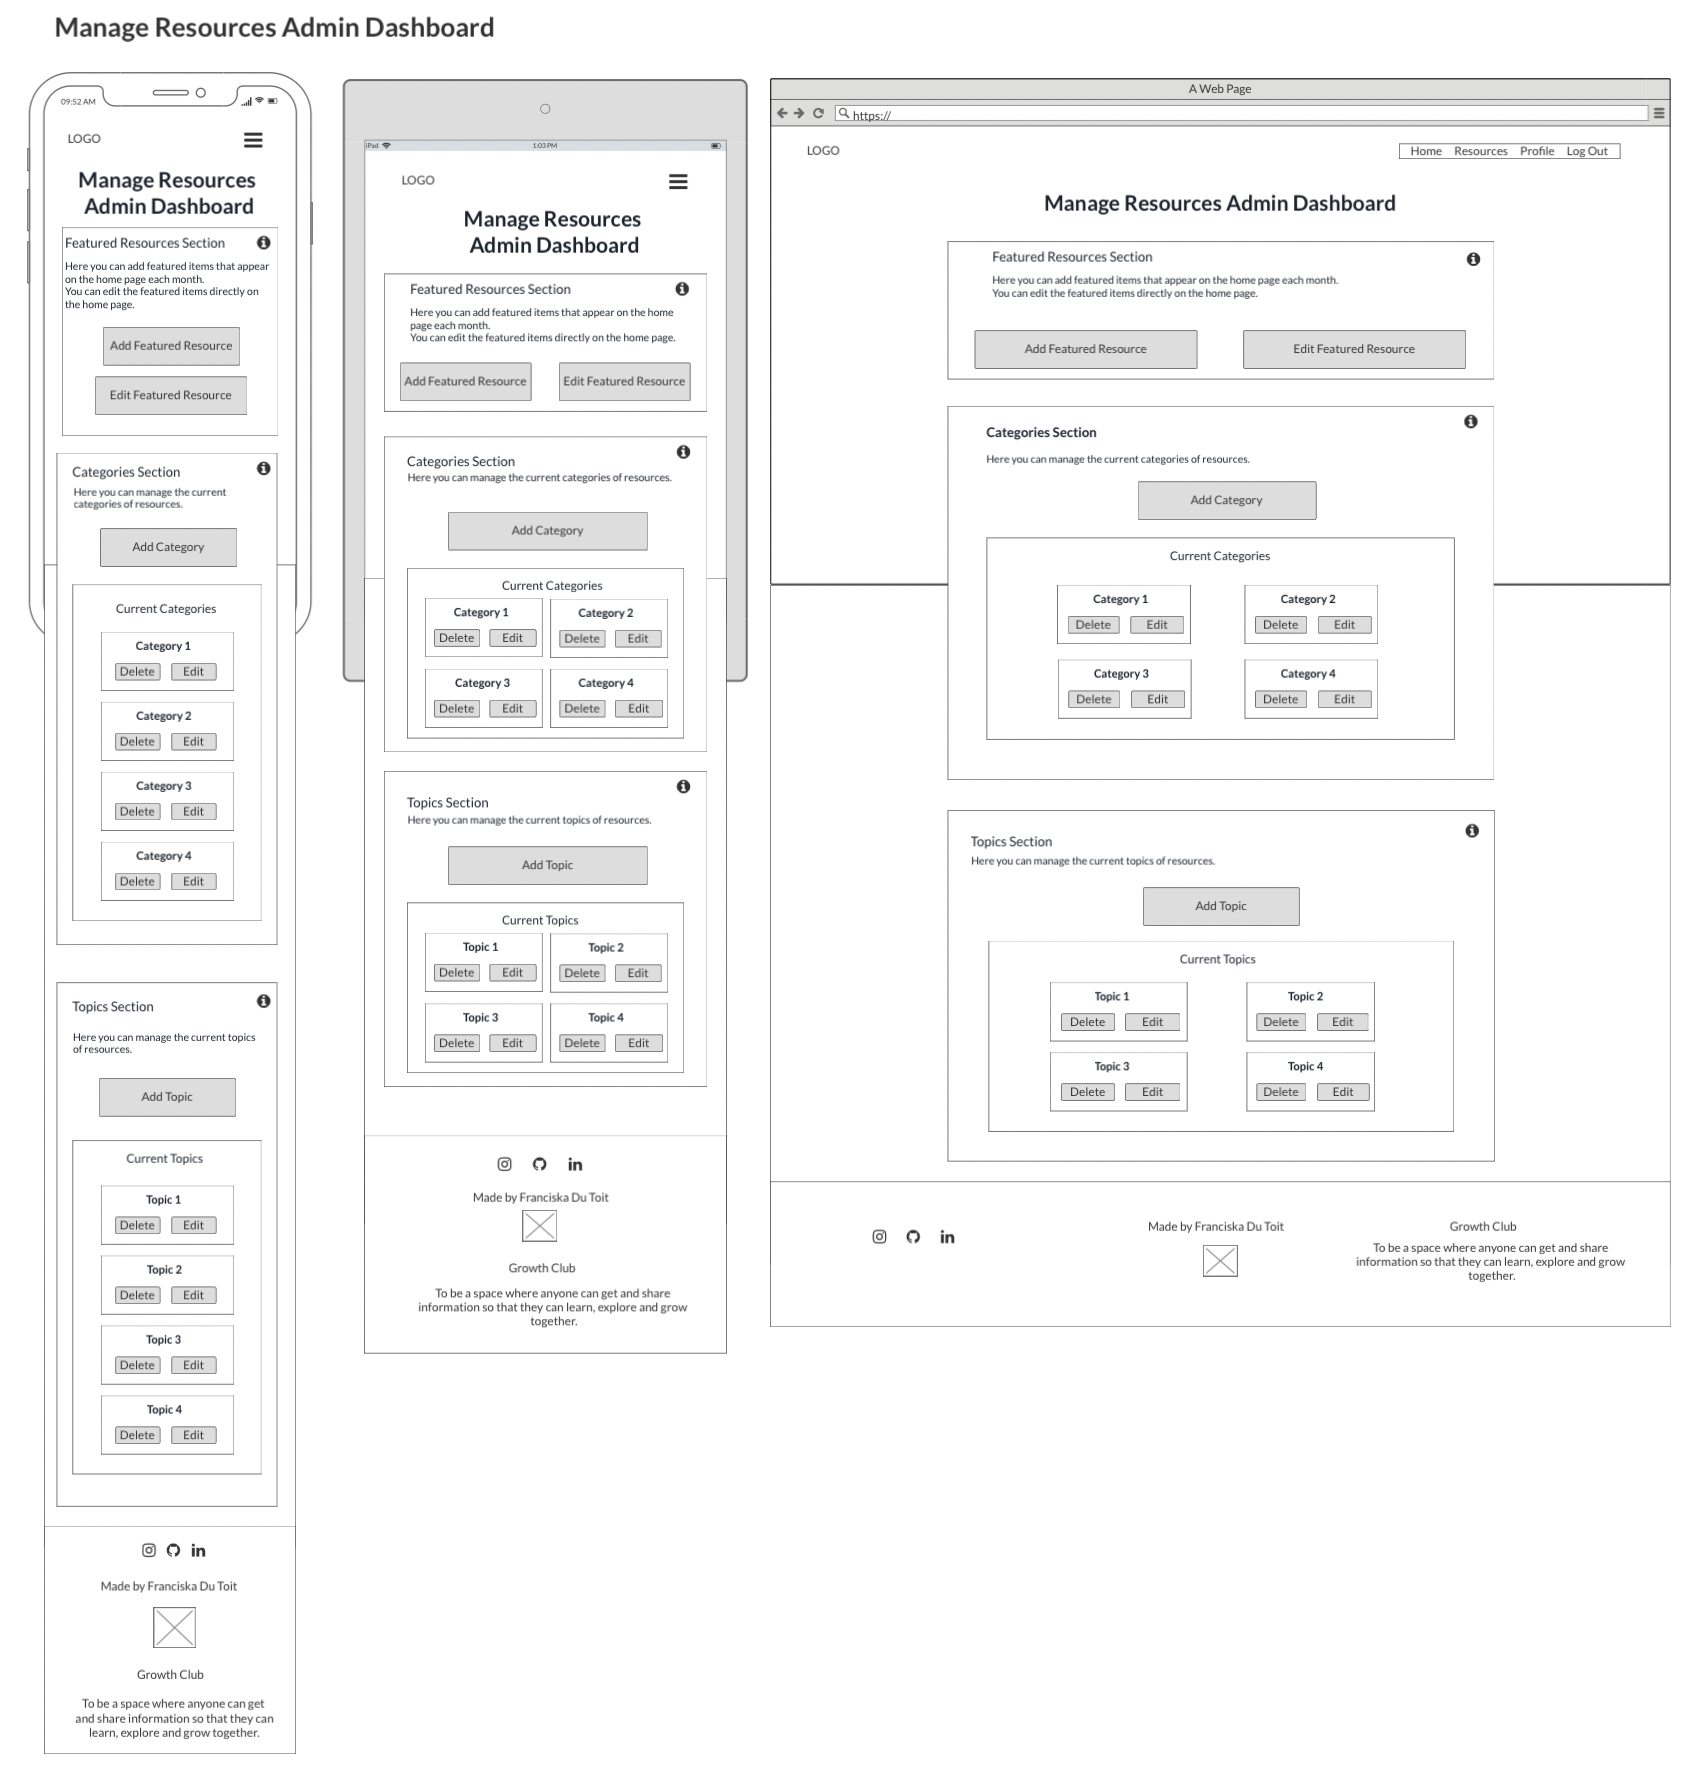 Manage Resources Admin Dashboard
09:52 AM
LOGO
Manage Resources
Admin Dashboard
Featured Resources Section
Here you can add featured items that appear
on the home page each month.
You can edit the featured items directly on
the home page.
Add Featured Resource
Edit Featured Resource
Categories Section
Here you can manage the current
categories of resources.
Add Category
Current Categories
Category 1
Delete Edit
Category 2
Delete Edit
Category 3
Delete Edit
Category 4
Delete Edit
Topics Section
Here you can manage the current topics
of resources.
Add Topic
Current Topics
Topic 1
Delete Edit
Topic 2
Delete Edit
Topic 3
Delete Edit
Topic 4
Delete Edit
Made by Franciska Du Toit
Growth Club
To be a space where anyone can get
and share information so that they can
learn, explore and grow together.
iPad 1:03 PM
LOGO
Manage Resources
Admin Dashboard
Featured Resources Section
Here you can add featured items that appear on the home
page each month.
You can edit the featured items directly on the home page.
Add Featured Resource Edit Featured Resource
Categories Section
Here you can manage the current categories of resources.
Add Category
Current Categories
Category 1 Category 2
Delete Edit Delete Edit
Category 3 Category 4
Delete Edit Delete Edit
Topics Section
Here you can manage the current topics of resources.
Add Topic
Current Topics
Topic 1 Topic 2
Delete Edit Delete Edit
Topic 3 Topic 4
Delete Edit Delete Edit
Made by Franciska Du Toit
Growth Club
To be a space where anyone can get and share
information so that they can learn, explore and grow
together.
A Web Page
https://
LOGO Home Resources Profile Log Out
Manage Resources Admin Dashboard
Featured Resources Section
Here you can add featured items that appear on the home page each month.
You can edit the featured items directly on the home page.
Add Featured Resource Edit Featured Resource
Categories Section
Here you can manage the current categories of resources.
Add Category
Current Categories
Category 1 Category 2
Delete Edit Delete Edit
Category 3 Category 4
Delete Edit Delete Edit
Topics Section
Here you can manage the current topics of resources.
Add Topic
Current Topics
Topic 1 Topic 2
Delete Edit Delete Edit
Topic 3 Topic 4
Delete Edit Delete Edit
Made by Franciska Du Toit
Growth Club
To be a space where anyone can get and share
information so that they can learn, explore and grow
together.